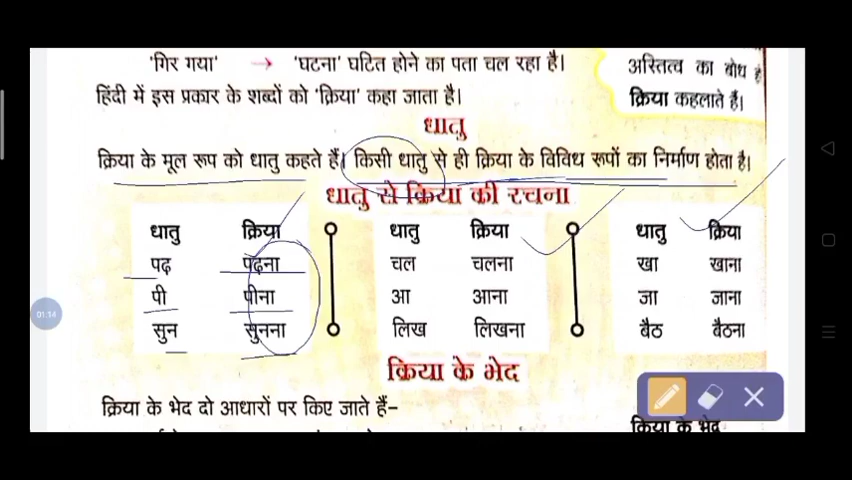 'गिर गया' → 'घटना' घटित होने का पता चल रहा है।
हिंदी में इस प्रकार के शब्दों को 'क्रिया' कहा जाता है।
अस्तित्व का बोध
क्रिया कहलाते हैं।
धातु
क्रिया के मूल रूप को धातु कहते हैं। किसी धातु से ही क्रिया के विविध रूपों का निर्माण होता है।
धातु से क्रिया की रचना
धातु क्रिया
पढ़ पढ़ना
पी पीना
सुन सुनना
धातु क्रिया
चल चलना
आ आना
लिख लिखना
धातु क्रिया
खा खाना
जा जाना
बैठ बैठना
क्रिया के भेद
क्रिया के भेद दो आधारों पर किए जाते हैं–
क्रिया के भेद
01:14